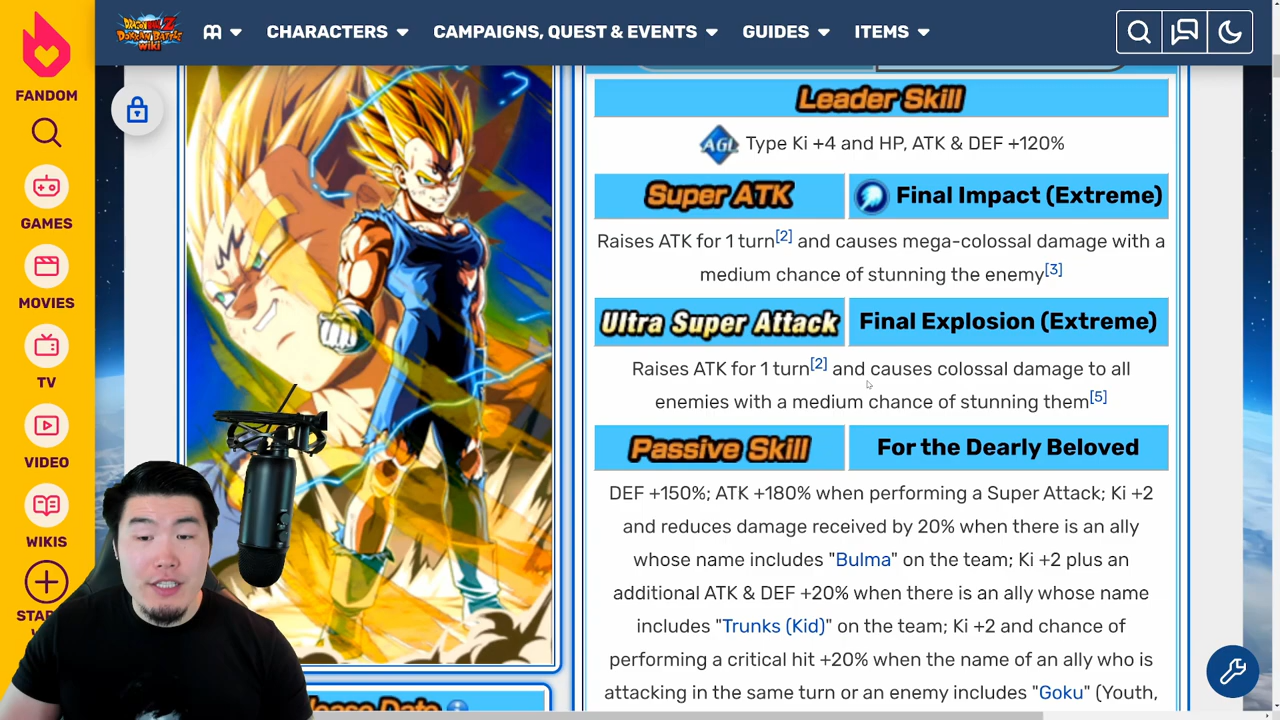 DRAGON BALL Z
DOKKAN BATTLE
WIKI
CHARACTERS
CAMPAIGNS, QUEST & EVENTS
GUIDES
ITEMS
FANDOM
GAMES
MOVIES
TV
VIDEO
WIKIS
STAR
Leader Skill
AGL Type Ki +4 and HP, ATK & DEF +120%
Super ATK
Final Impact (Extreme)
Raises ATK for 1 turn[2] and causes mega-colossal damage with a
medium chance of stunning the enemy[3]
Ultra Super Attack
Final Explosion (Extreme)
Raises ATK for 1 turn[2] and causes colossal damage to all
enemies with a medium chance of stunning them[5]
Passive Skill
For the Dearly Beloved
DEF +150%; ATK +180% when performing a Super Attack; Ki +2
and reduces damage received by 20% when there is an ally
whose name includes "Bulma" on the team; Ki +2 plus an
additional ATK & DEF +20% when there is an ally whose name
includes "Trunks (Kid)" on the team; Ki +2 and chance of
performing a critical hit +20% when the name of an ally who is
attacking in the same turn or an enemy includes "Goku" (Youth,
Release Date